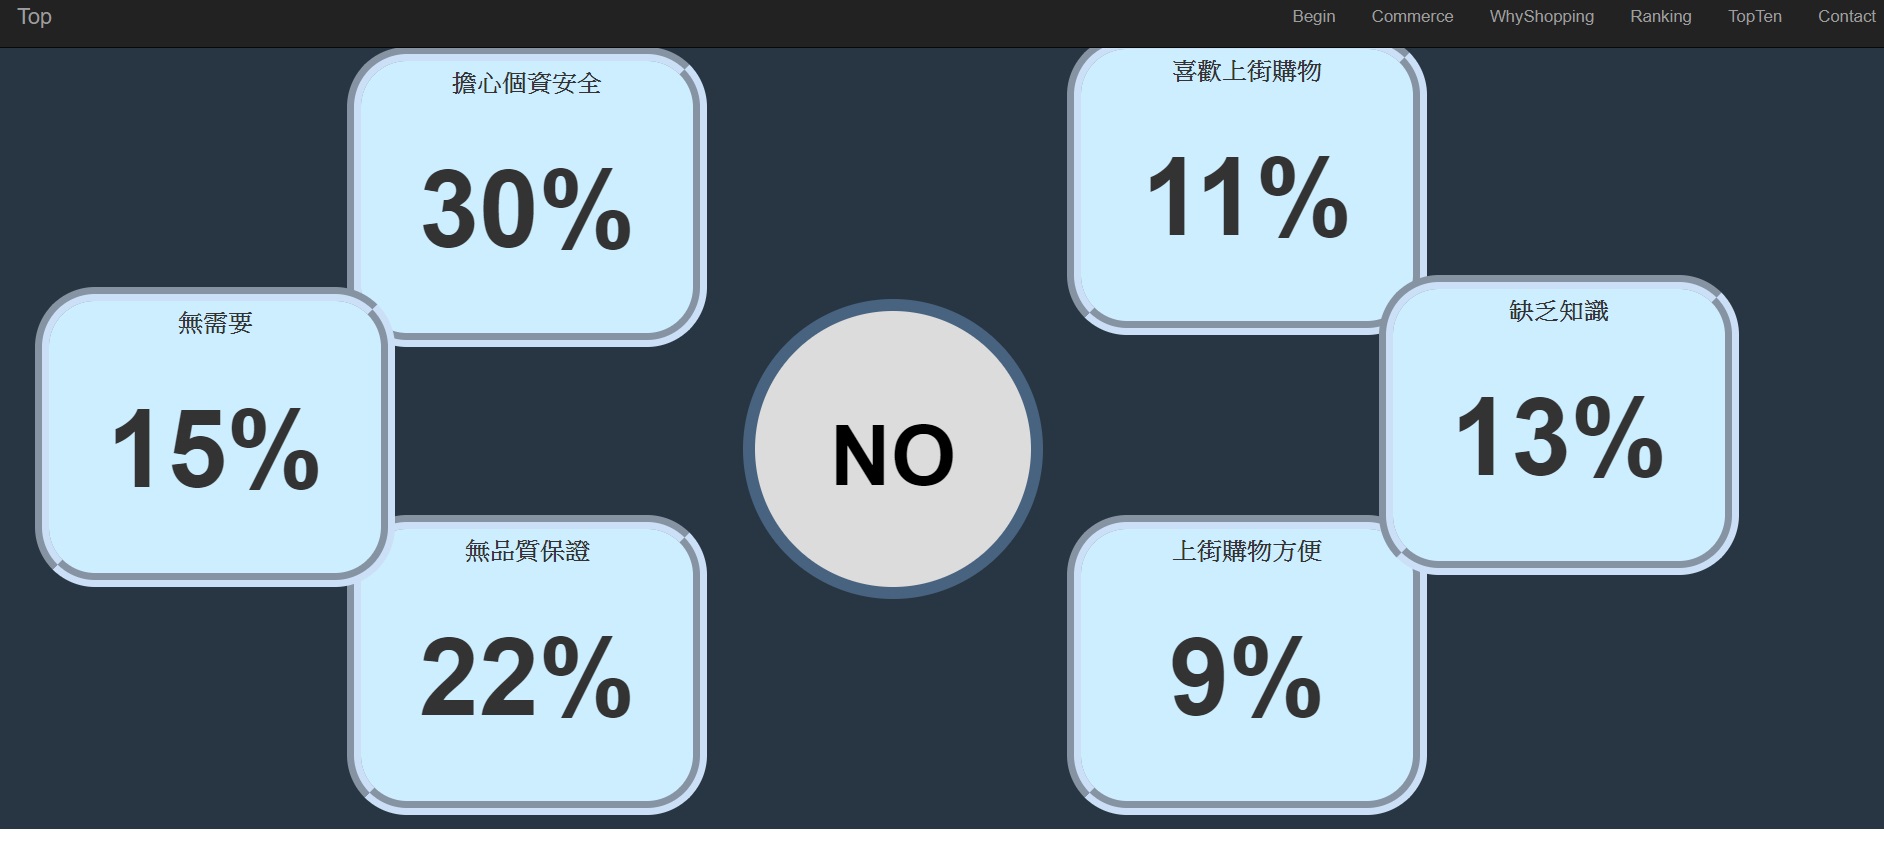 Top
Begin
Commerce
WhyShopping
Ranking
TopTen
Contact
擔心個資安全
30%
喜歡上街購物
11%
無需要
15%
缺乏知識
13%
NO
無品質保證
22%
上街購物方便
9%